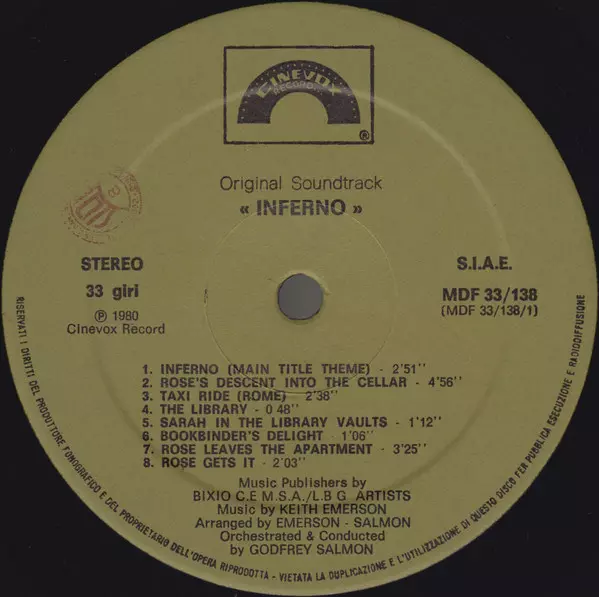 CINEVOX
RECORD
®
Original Soundtrack
« INFERNO »
STEREO
33 giri
℗ 1980
Cinevox Record
S.I.A.E.
MDF 33/138
(MDF 33/138/1)
1. INFERNO (MAIN TITLE THEME) - 2'51''
2. ROSE'S DESCENT INTO THE CELLAR - 4'56''
3. TAXI RIDE (ROME) - 2'38''
4. THE LIBRARY - 0 48''
5. SARAH IN THE LIBRARY VAULTS - 1'12''
6. BOOKBINDER'S DELIGHT - 1'06''
7. ROSE LEAVES THE APARTMENT - 3'25''
8. ROSE GETS IT - 2'03''
Music Publishers by
BIXIO C.E M.S.A./L.B G ARTISTS
Music by KEITH EMERSON
Arranged by EMERSON - SALMON
Orchestrated & Conducted
by GODFREY SALMON
RISERVATI I DIRITTI DEL PRODUTTORE FONOGRAFICO E DEL PROPRIETARIO DELL'OPERA RIPRODOTTA - VIETATA LA DUPLICAZIONE E L'UTILIZZAZIONE DI QUESTO DISCO PER PUBBLICA ESECUZIONE E RADIODIFFUSIONE